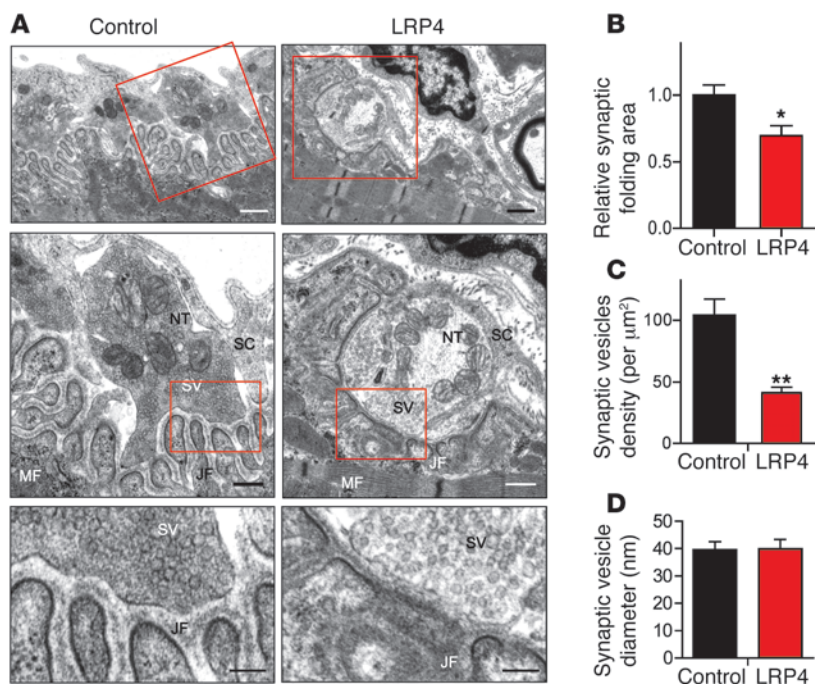 A
Control
LRP4
NT
SC
SV
MF
JF
NT
SC
SV
JF
MF
SV
JF
SV
JF
B
Relative synaptic
folding area
1.0
0.5
0.0
*
Control LRP4
C
Synaptic vesicles
density (per μm²)
100
50
0
**
Control LRP4
D
Synaptic vesicle
diameter (nm)
50
40
30
20
10
0
Control LRP4